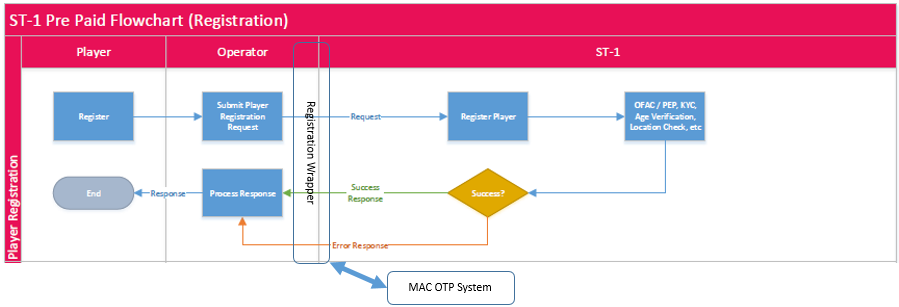 ST-1 Pre Paid Flowchart (Registration)
Player
Operator
ST-1
Player Registration
Register
Submit Player
Registration
Request
Registration Wrapper
Request
Register Player
OFAC / PEP, KYC,
Age Verification,
Location Check, etc
End
Response
Process Response
Success
Response
Success?
Error Response
MAC OTP System